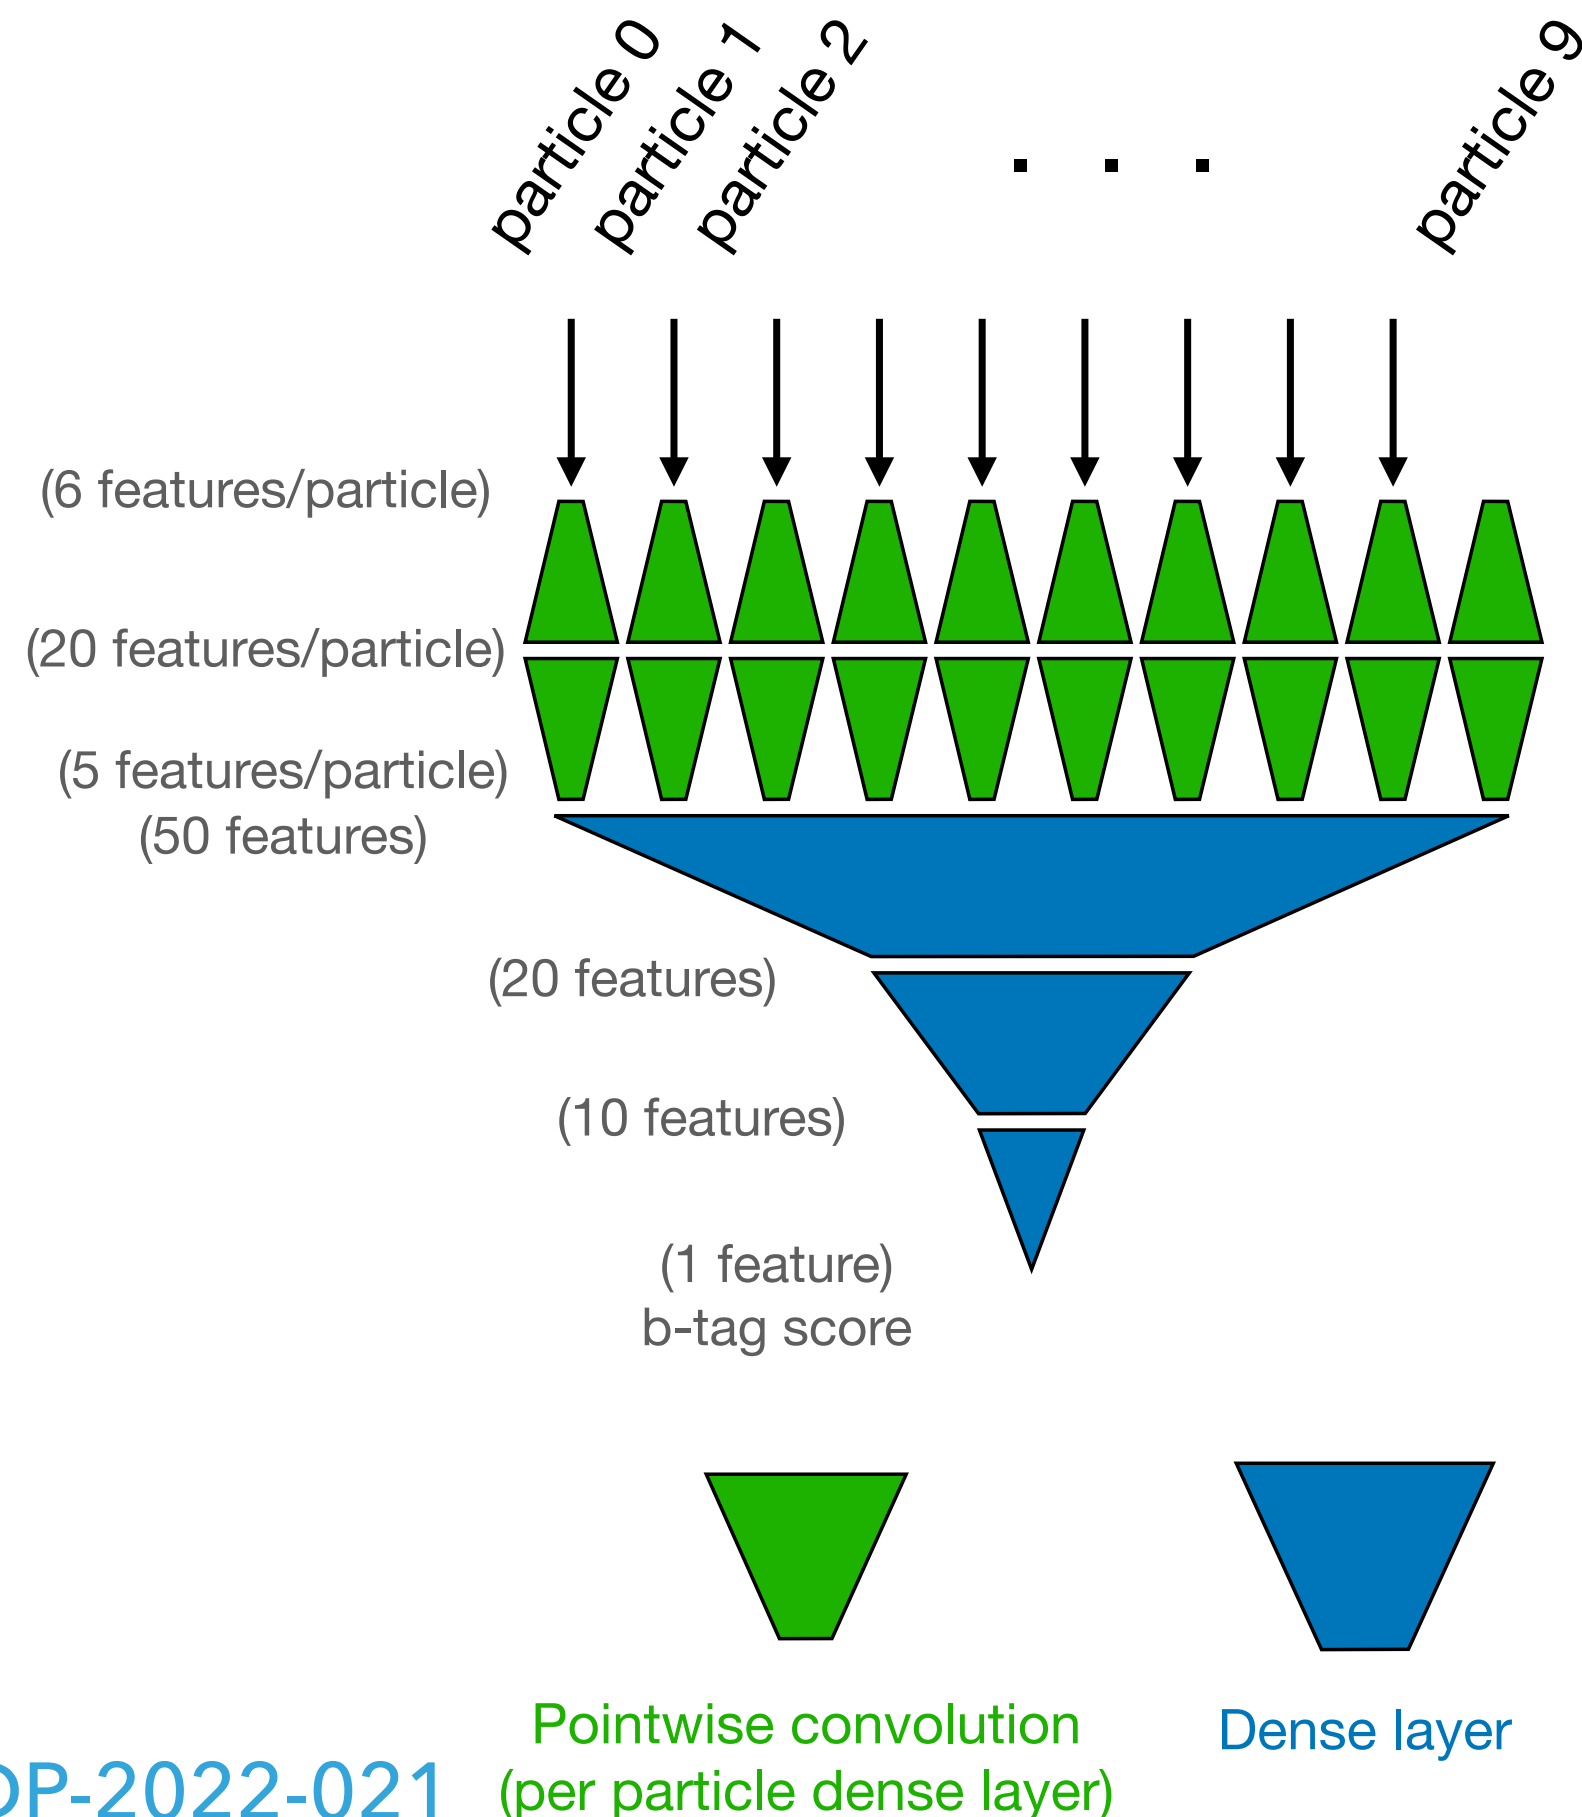 particle 0
particle 1
particle 2
. . .
particle 9
(6 features/particle)
(20 features/particle)
(5 features/particle)
(50 features)
(20 features)
(10 features)
(1 feature)
b-tag score
Pointwise convolution
(per particle dense layer)
Dense layer
DP-2022-021